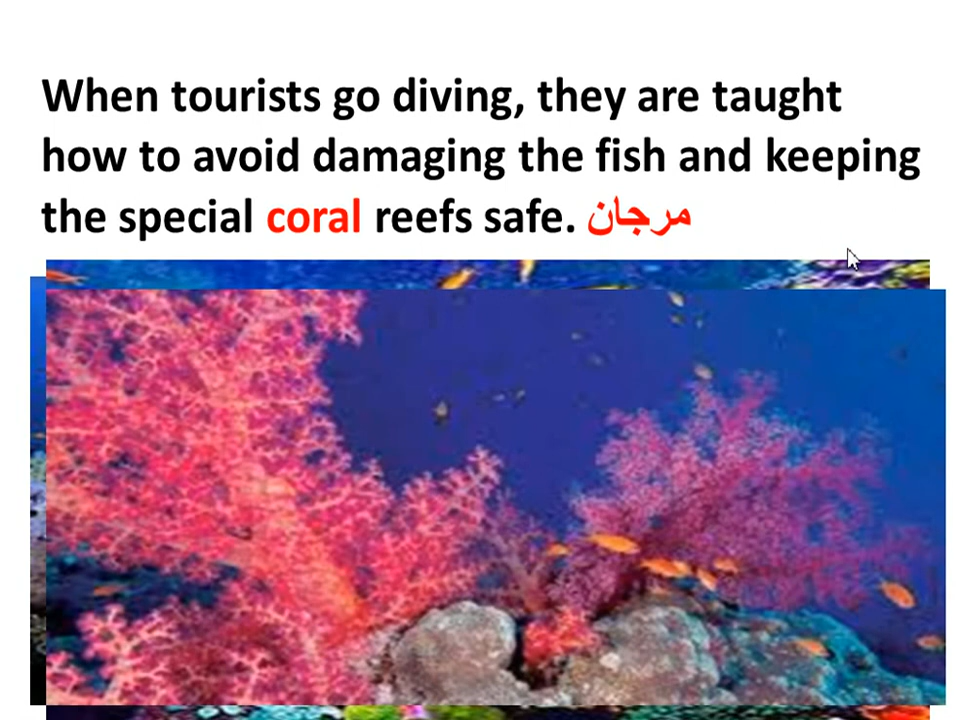 When tourists go diving, they are taught
how to avoid damaging the fish and keeping
the special coral reefs safe. مرجان